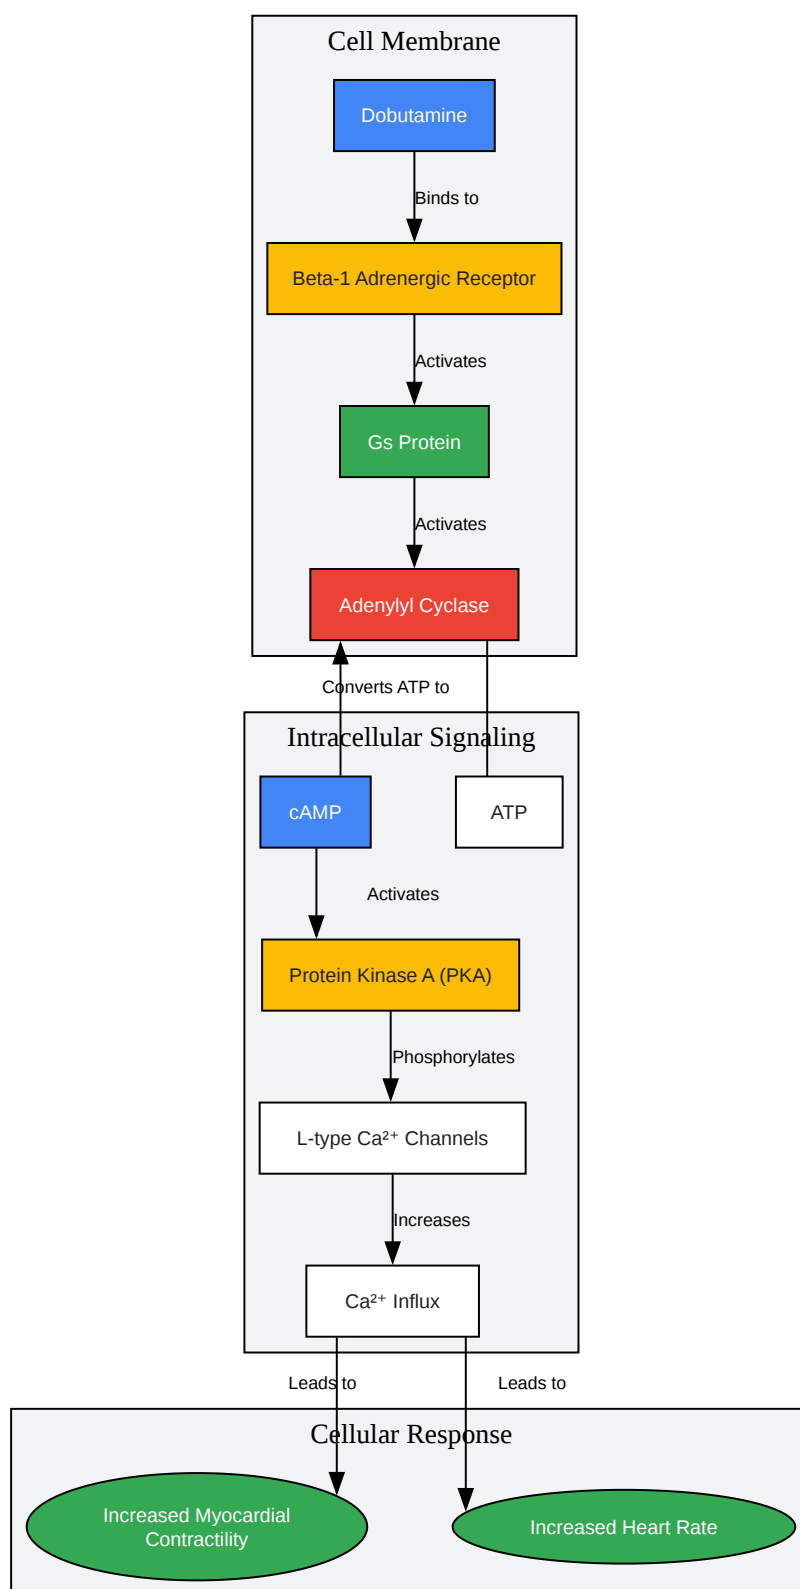 Cell Membrane
Dobutamine
Binds to
Beta-1 Adrenergic Receptor
Activates
Gs Protein
Activates
Adenylyl Cyclase
Converts ATP to
Intracellular Signaling
cAMP
ATP
Activates
Protein Kinase A (PKA)
Phosphorylates
L-type Ca²⁺ Channels
Increases
Ca²⁺ Influx
Leads to
Leads to
Cellular Response
Increased Myocardial
Contractility
Increased Heart Rate